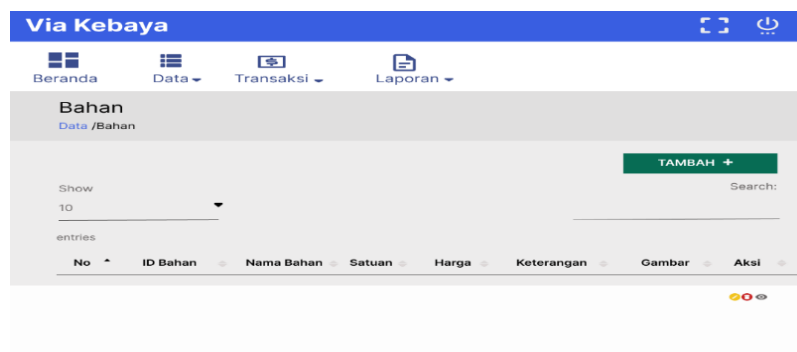 Via Kebaya
Beranda Data Transaksi Laporan
Bahan
Data /Bahan
TAMBAH +
Show Search:
10
entries
No ID Bahan Nama Bahan Satuan Harga Keterangan Gambar Aksi